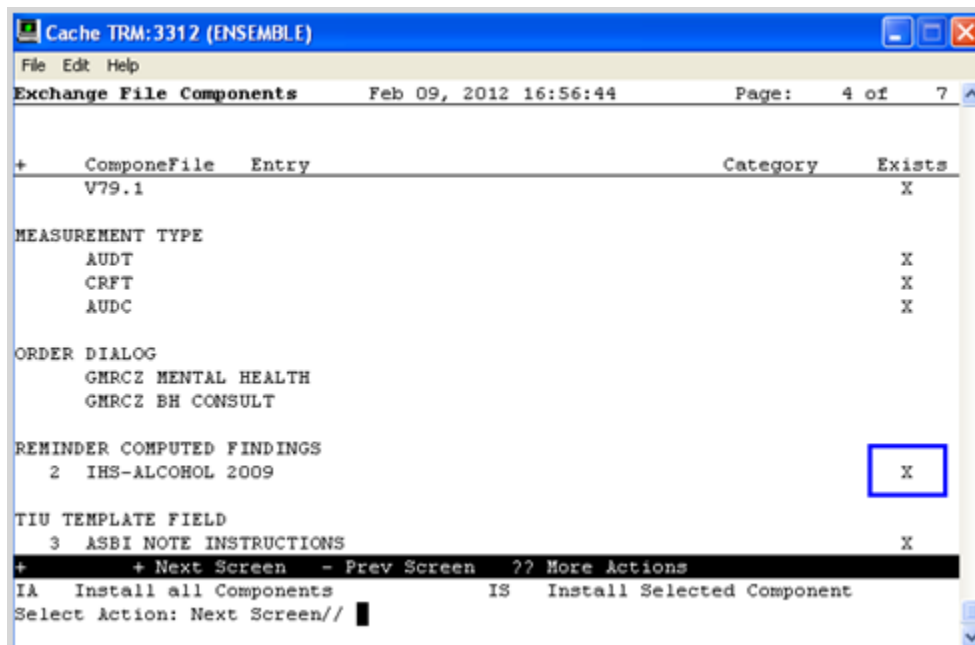 Cache TRM:3312 (ENSEMBLE)
File Edit Help
Exchange File Components Feb 09, 2012 16:56:44 Page: 4 of 7
+ ComponeFile Entry Category Exists
V79.1 X
MEASUREMENT TYPE
AUDT X
CRFT X
AUDC X
ORDER DIALOG
GMRCZ MENTAL HEALTH
GMRCZ BH CONSULT
REMINDER COMPUTED FINDINGS
2 IHS-ALCOHOL 2009 X
TIU TEMPLATE FIELD
3 ASBI NOTE INSTRUCTIONS X
+ + Next Screen - Prev Screen ?? More Actions
IA Install all Components IS Install Selected Component
Select Action: Next Screen//